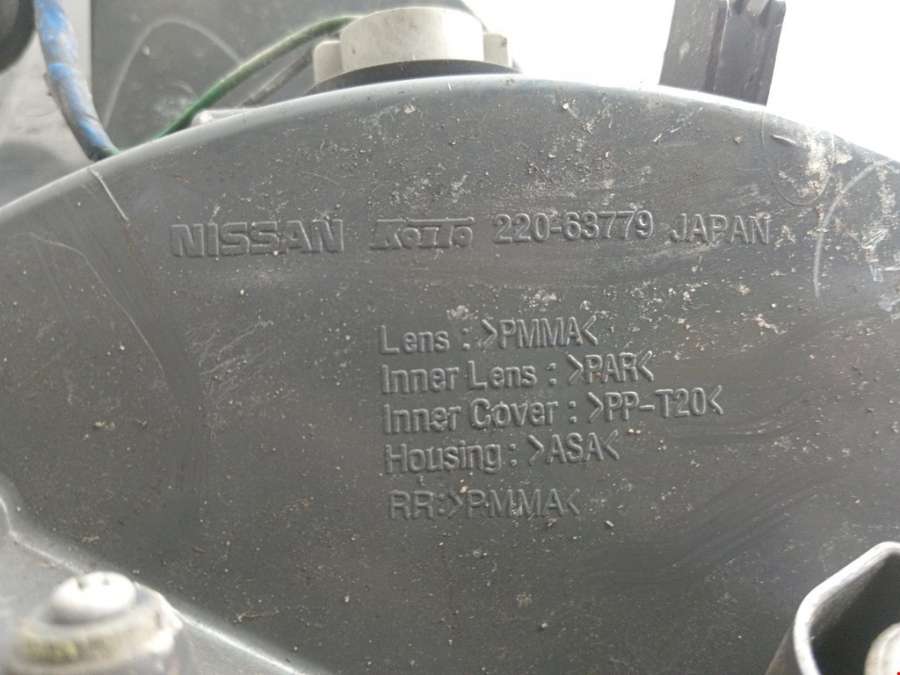 NISSAN KOITO 220-63779 JAPAN
Lens : >PMMA<
Inner Lens : >PAR<
Inner Cover : >PP-T20<
Housing : >ASA<
RR:>PMMA<